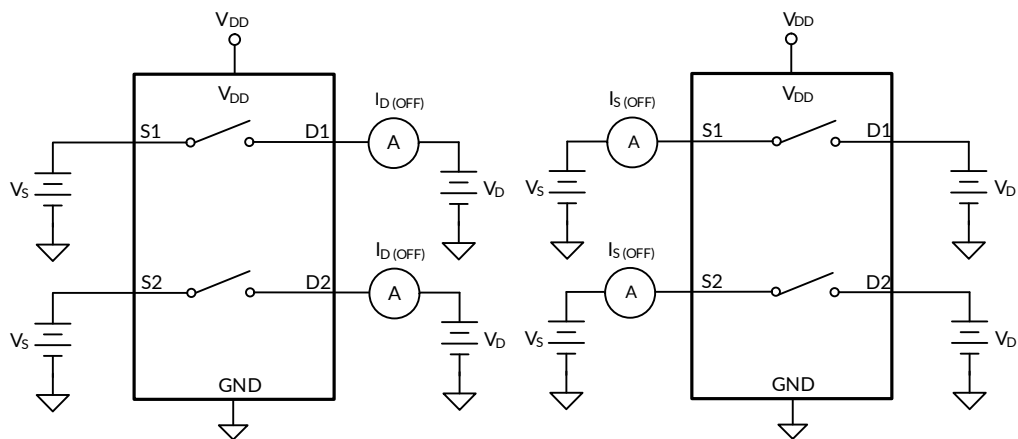 VDD
VDD
S1
D1
ID (OFF)
A
VS
VD
S2
D2
ID (OFF)
A
VS
VD
GND
VDD
VDD
IS (OFF)
A
S1
D1
VS
VD
IS (OFF)
A
S2
D2
VS
VD
GND